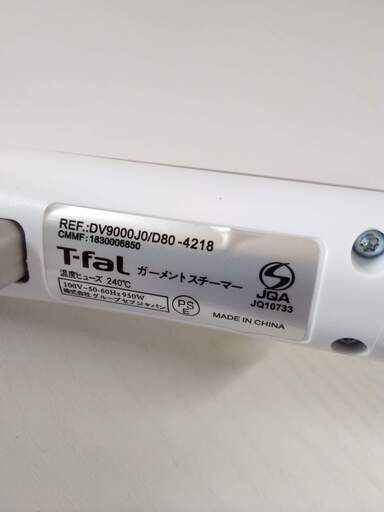 REF.:DV9000J0/D80 -4218
CMMF: 1830006850
T-faL ガーメントスチーマー
温度ヒューズ 240℃
100V~50-60Hz 950W
株式会社 グループセブ ジャパン
PS
E
JQA
JQ10733
MADE IN CHINA